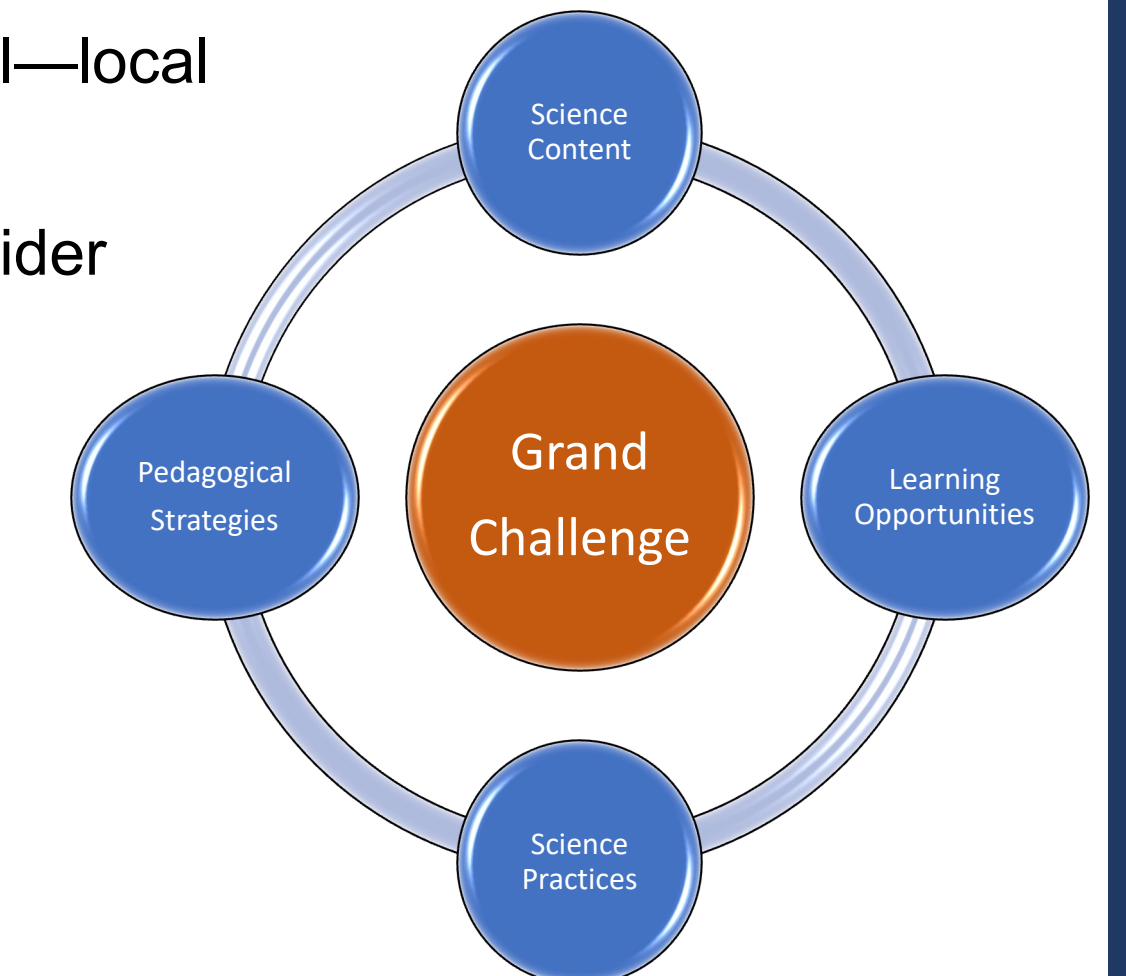 l—local
ider
Science
Content
Pedagogical
Strategies
Grand
Challenge
Learning
Opportunities
Science
Practices